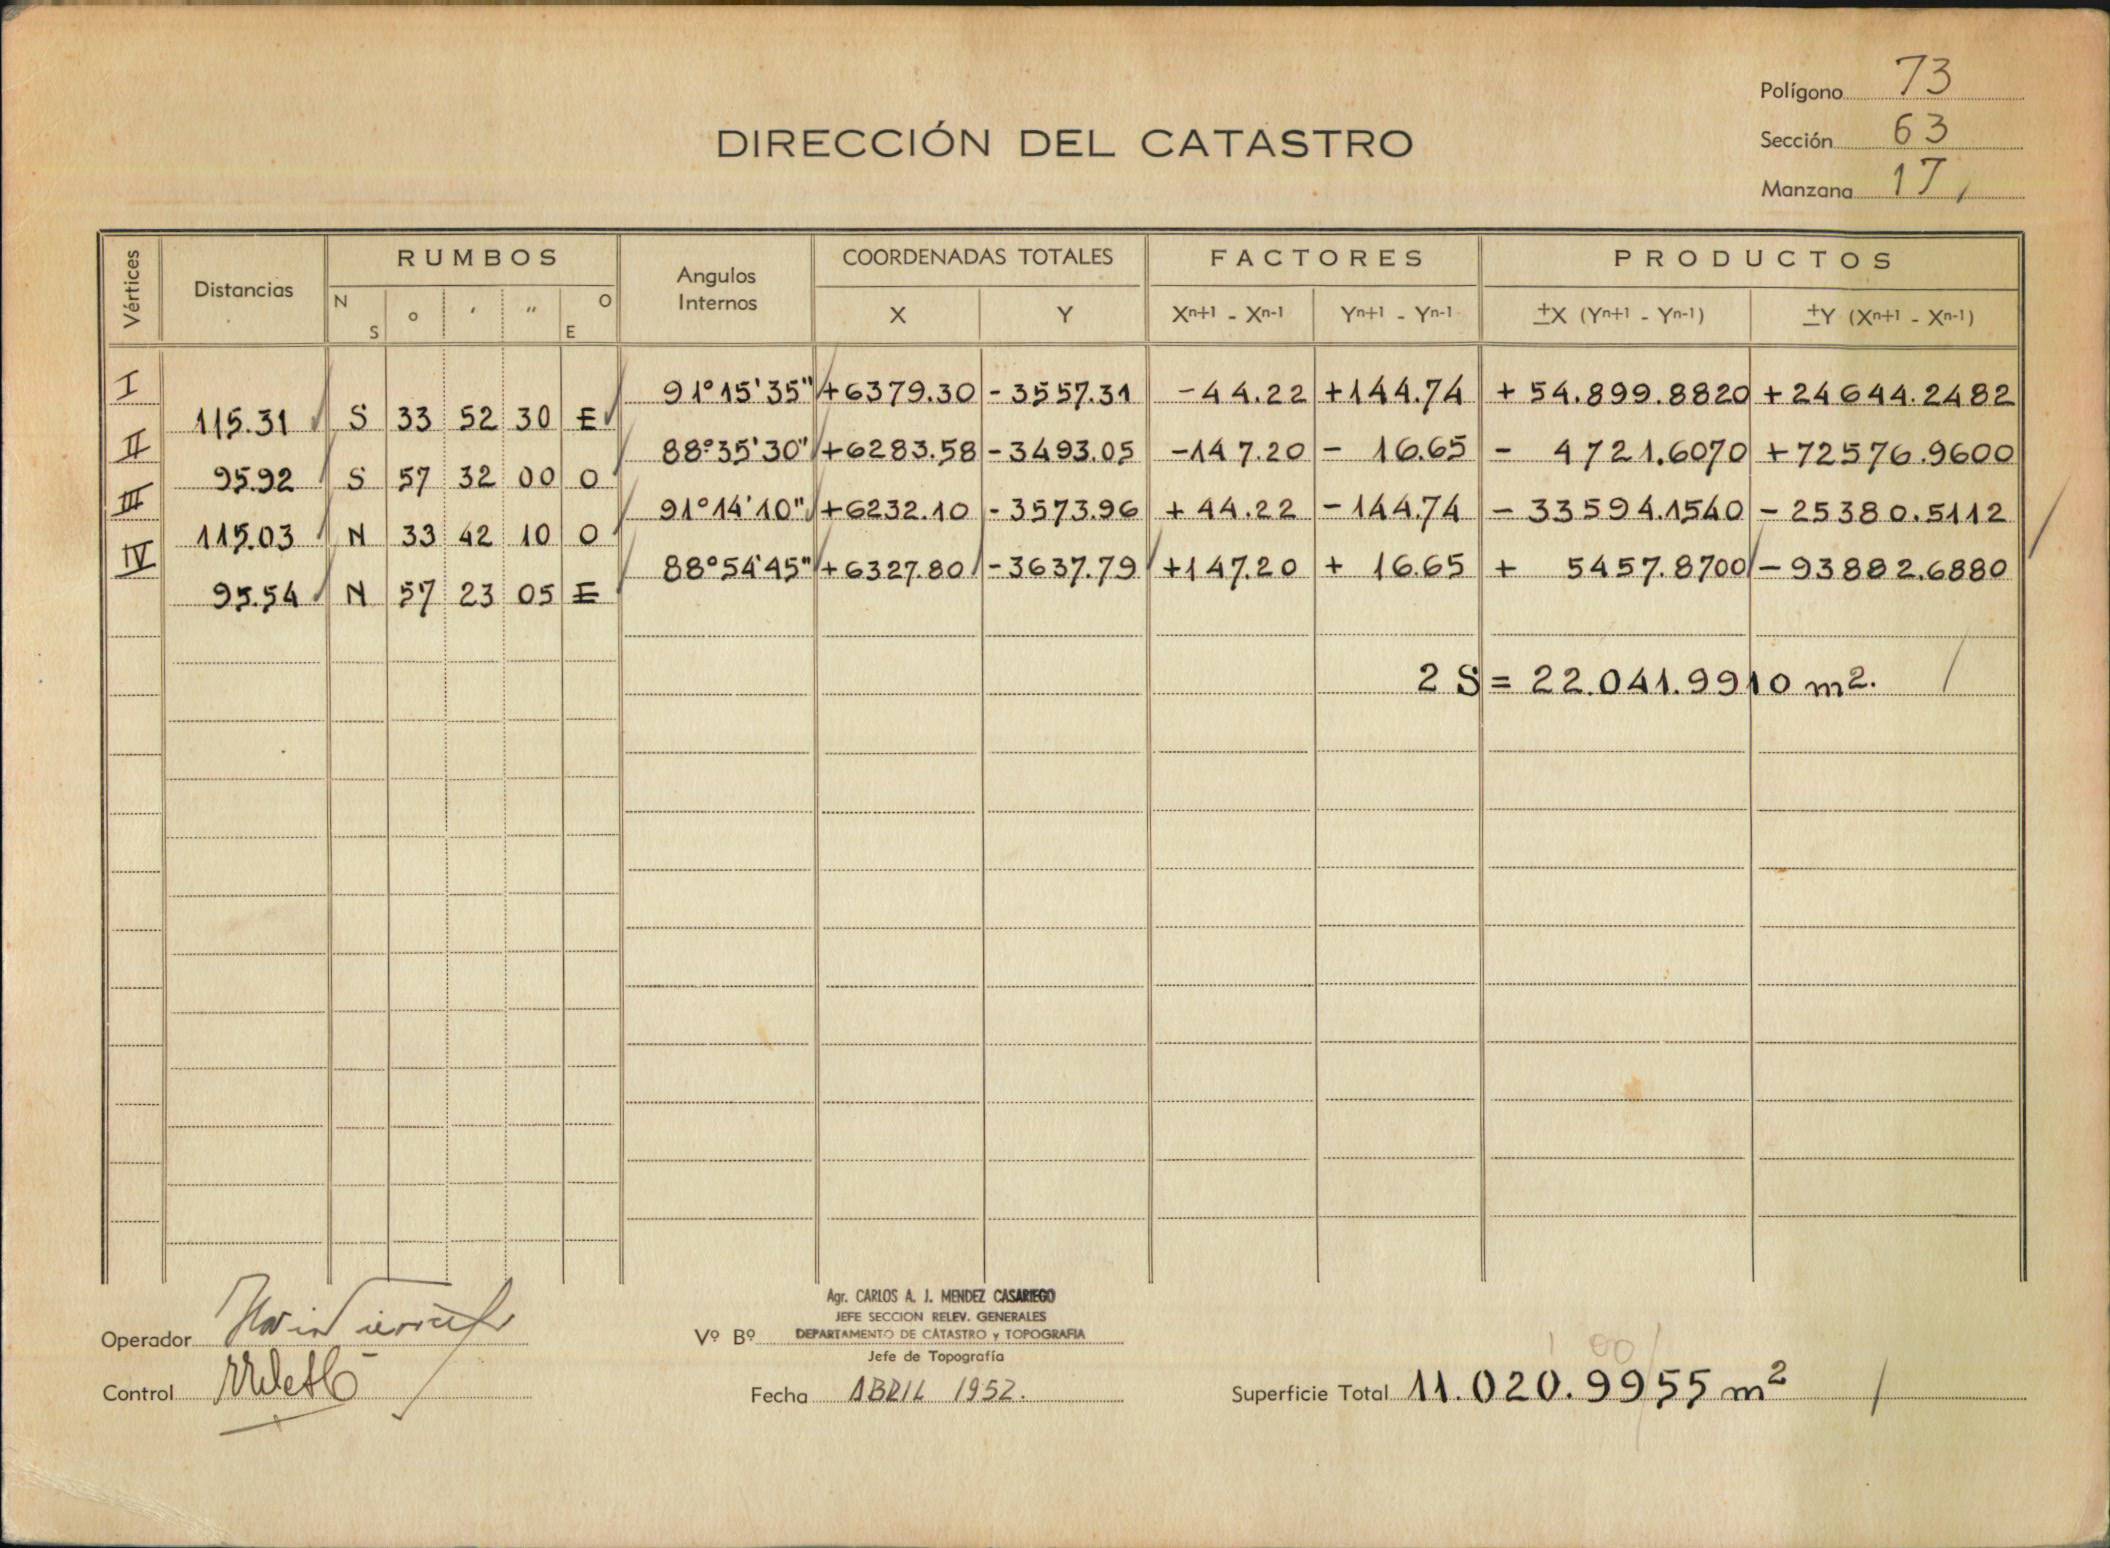 Polígono 73
DIRECCIÓN DEL CATASTRO
Sección 63
Manzana 17
Vértices Distancias RUMBOS Angulos Internos COORDENADAS TOTALES FACTORES PRODUCTOS
N S ° ′ ″ O E X Y Xⁿ⁺¹ - Xⁿ⁻¹ Yⁿ⁺¹ - Yⁿ⁻¹ ±X (Yⁿ⁺¹ - Yⁿ⁻¹) ±Y (Xⁿ⁺¹ - Xⁿ⁻¹)
I 91°15'35" +6379.30 -3557.31 -44.22 +144.74 +54.899.8820 +24644.2482
115.31 S 33 52 30 E
II 88°35'30" +6283.58 -3493.05 -147.20 - 16.65 - 4721.6070 +72576.9600
95.92 S 57 32 00 O
III 91°14'10" +6232.10 -3573.96 +44.22 -144.74 -33594.1540 -25380.5112
115.03 N 33 42 10 O
IV 88°54'45" +6327.80 -3637.79 +147.20 + 16.65 + 5457.8700 -93882.6880
95.54 N 57 23 05 E
2 S = 22.041.9910 m².
Agr. CARLOS A. J. MENDEZ CASARIEGO
JEFE SECCION RELEV. GENERALES
Operador Vº Bº DEPARTAMENTO DE CATASTRO y TOPOGRAFIA
Jefe de Topografía
Control Fecha ABRIL 1952. Superficie Total 11.020.9955 m²